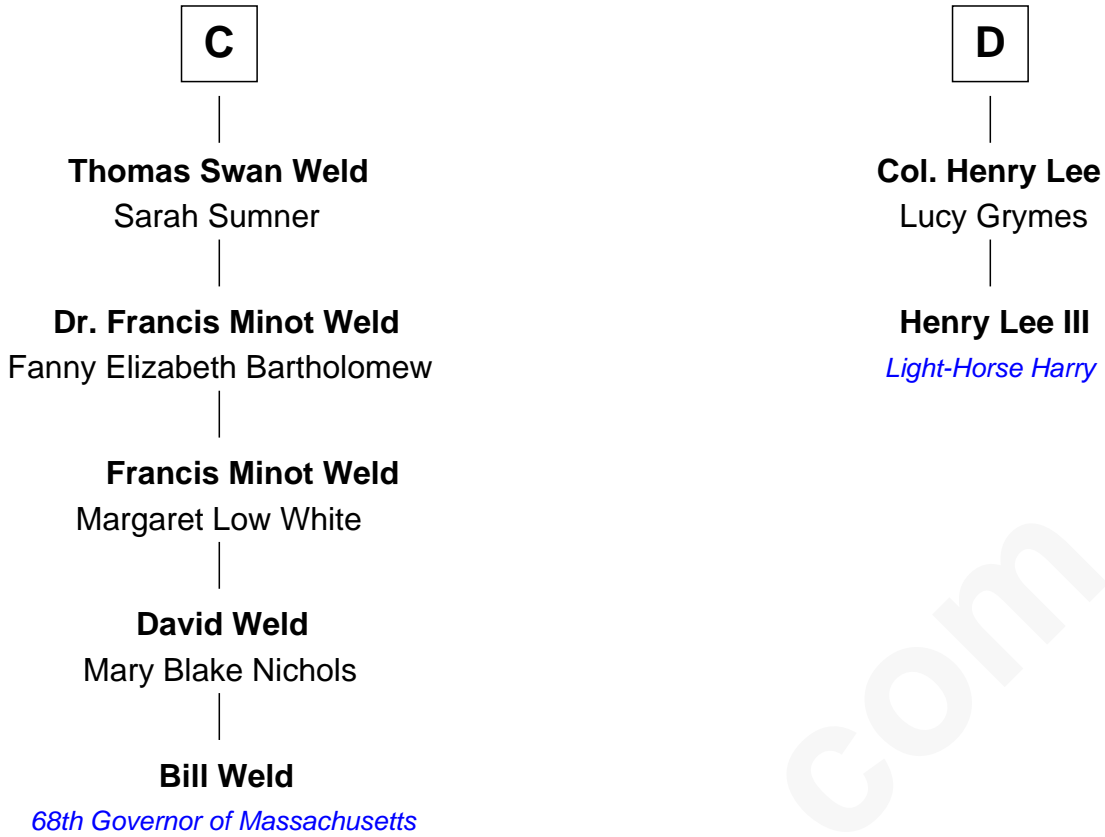 C
Thomas Swan Weld
Sarah Sumner
Dr. Francis Minot Weld
Fanny Elizabeth Bartholomew
Francis Minot Weld
Margaret Low White
David Weld
Mary Blake Nichols
Bill Weld
68th Governor of Massachusetts
D
Col. Henry Lee
Lucy Grymes
Henry Lee III
Light-Horse Harry
com